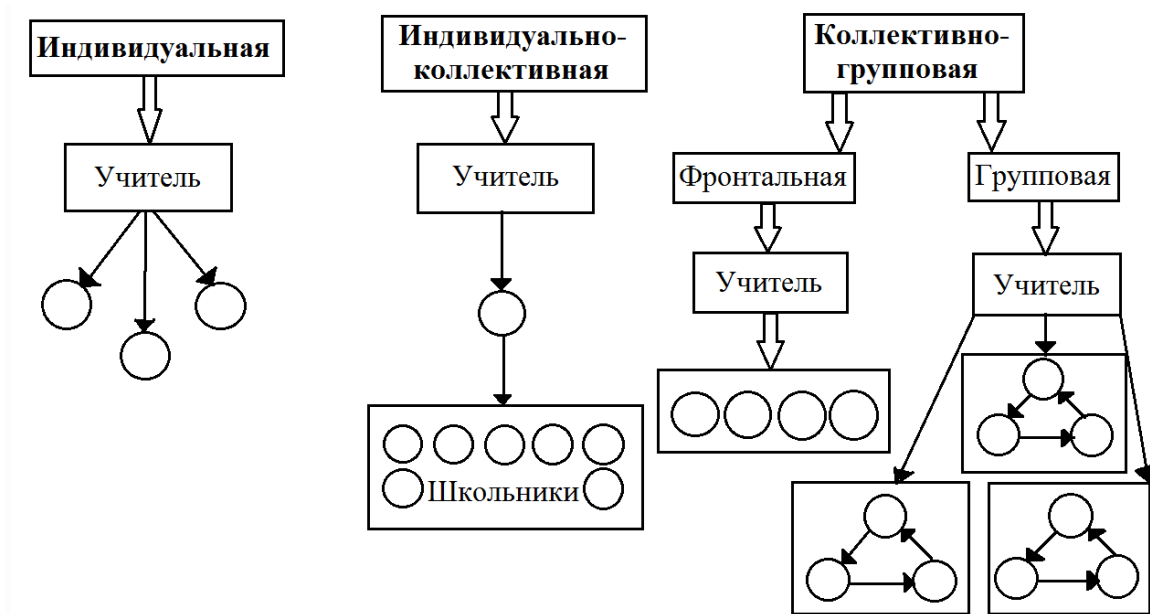 Индивидуальная
Учитель
Индивидуально-
коллективная
Учитель
Школьники
Коллективно-
групповая
Фронтальная
Учитель
Групповая
Учитель